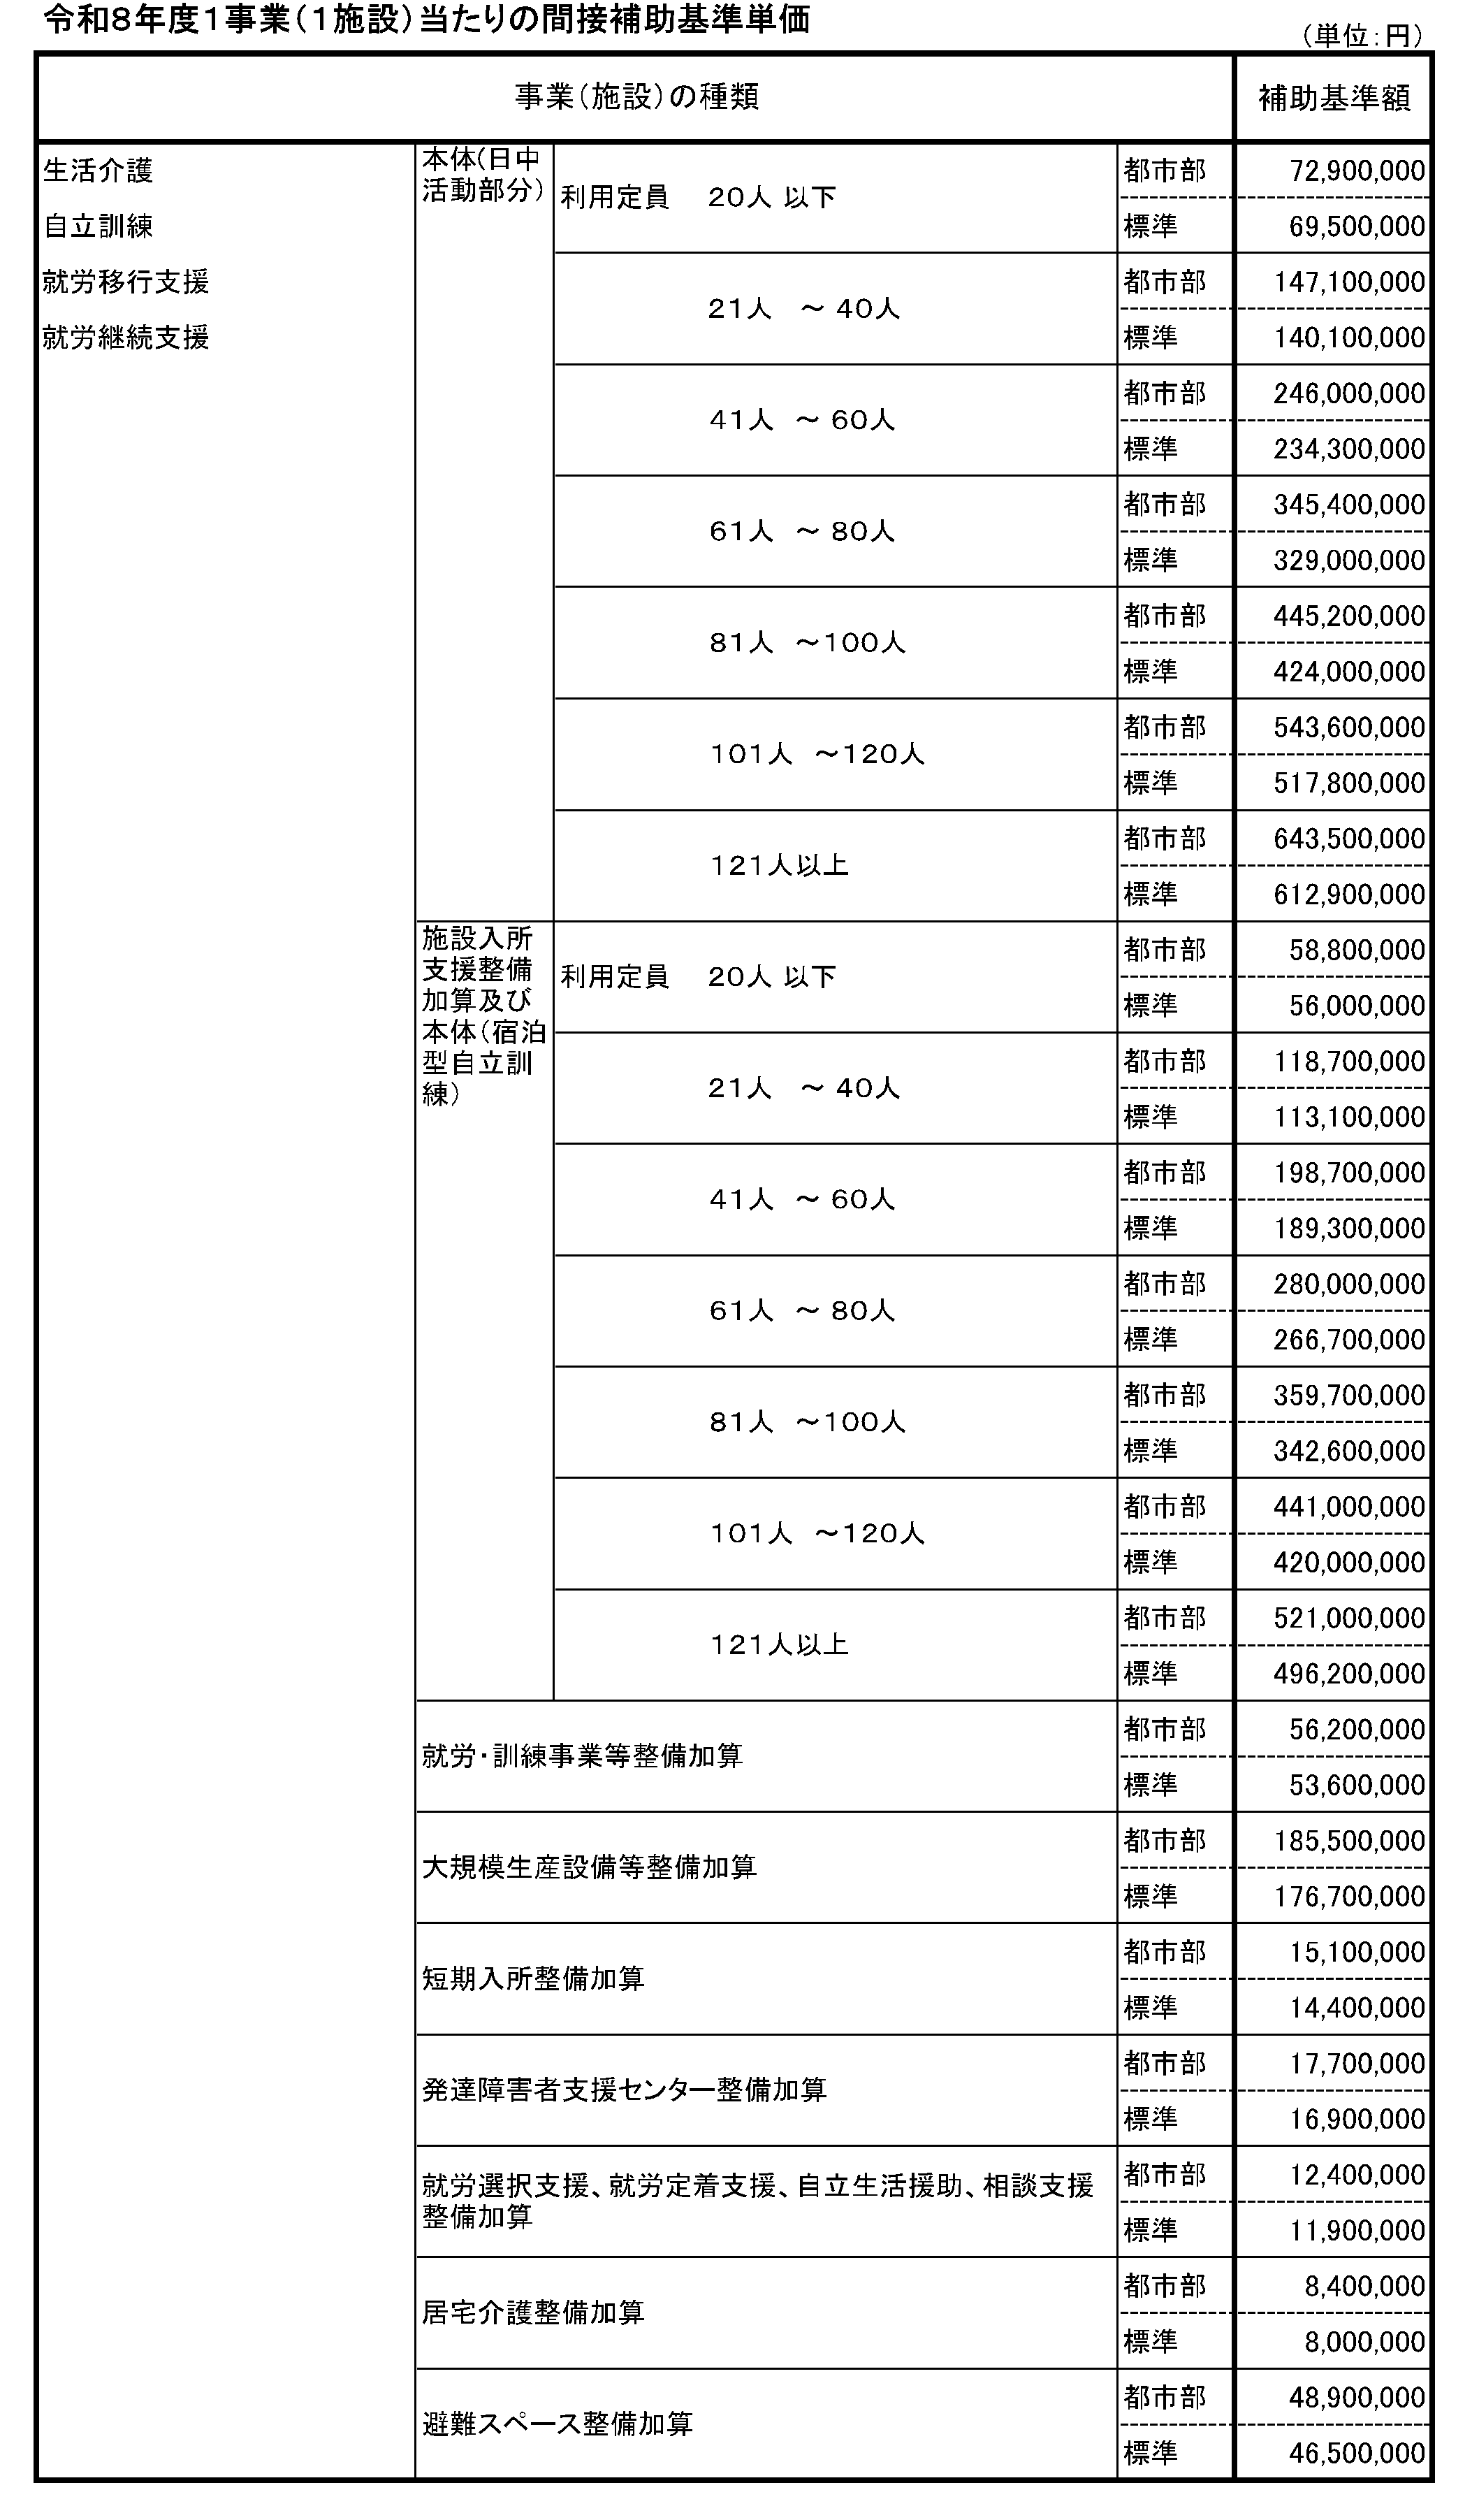 令和８年度１事業（１施設）当たりの間接補助基準単価
（単位：円）
事業（施設）の種類 補助基準額
生活介護
自立訓練
就労移行支援
就労継続支援
本体（日中
活動部分）
利用定員 20人 以下
都市部 72,900,000
標準 69,500,000
21人 ～ 40人
都市部 147,100,000
標準 140,100,000
41人 ～ 60人
都市部 246,000,000
標準 234,300,000
61人 ～ 80人
都市部 345,400,000
標準 329,000,000
81人 ～100人
都市部 445,200,000
標準 424,000,000
101人 ～120人
都市部 543,600,000
標準 517,800,000
121人以上
都市部 643,500,000
標準 612,900,000
施設入所
支援整備
加算及び
本体（宿泊
型自立訓
練）
利用定員 20人 以下
都市部 58,800,000
標準 56,000,000
21人 ～ 40人
都市部 118,700,000
標準 113,100,000
41人 ～ 60人
都市部 198,700,000
標準 189,300,000
61人 ～ 80人
都市部 280,000,000
標準 266,700,000
81人 ～100人
都市部 359,700,000
標準 342,600,000
101人 ～120人
都市部 441,000,000
標準 420,000,000
121人以上
都市部 521,000,000
標準 496,200,000
就労・訓練事業等整備加算
都市部 56,200,000
標準 53,600,000
大規模生産設備等整備加算
都市部 185,500,000
標準 176,700,000
短期入所整備加算
都市部 15,100,000
標準 14,400,000
発達障害者支援センター整備加算
都市部 17,700,000
標準 16,900,000
就労選択支援、就労定着支援、自立生活援助、相談支援
整備加算
都市部 12,400,000
標準 11,900,000
居宅介護整備加算
都市部 8,400,000
標準 8,000,000
避難スペース整備加算
都市部 48,900,000
標準 46,500,000